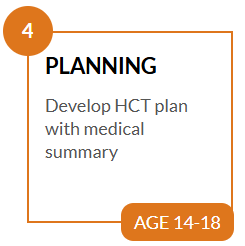 4
PLANNING
Develop HCT plan
with medical
summary
AGE 14-18